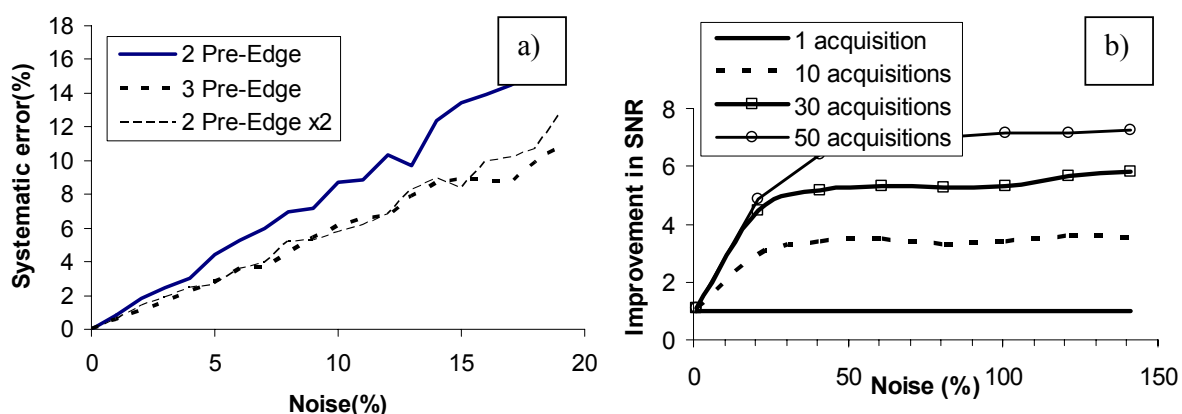 a)
2 Pre-Edge
3 Pre-Edge
2 Pre-Edge x2
Systematic error(%)
18
16
14
12
10
8
6
4
2
0
0 5 10 15 20
Noise(%)
b)
1 acquisition
10 acquisitions
30 acquisitions
50 acquisitions
Improvement in SNR
8
6
4
2
0
0 50 100 150
Noise (%)